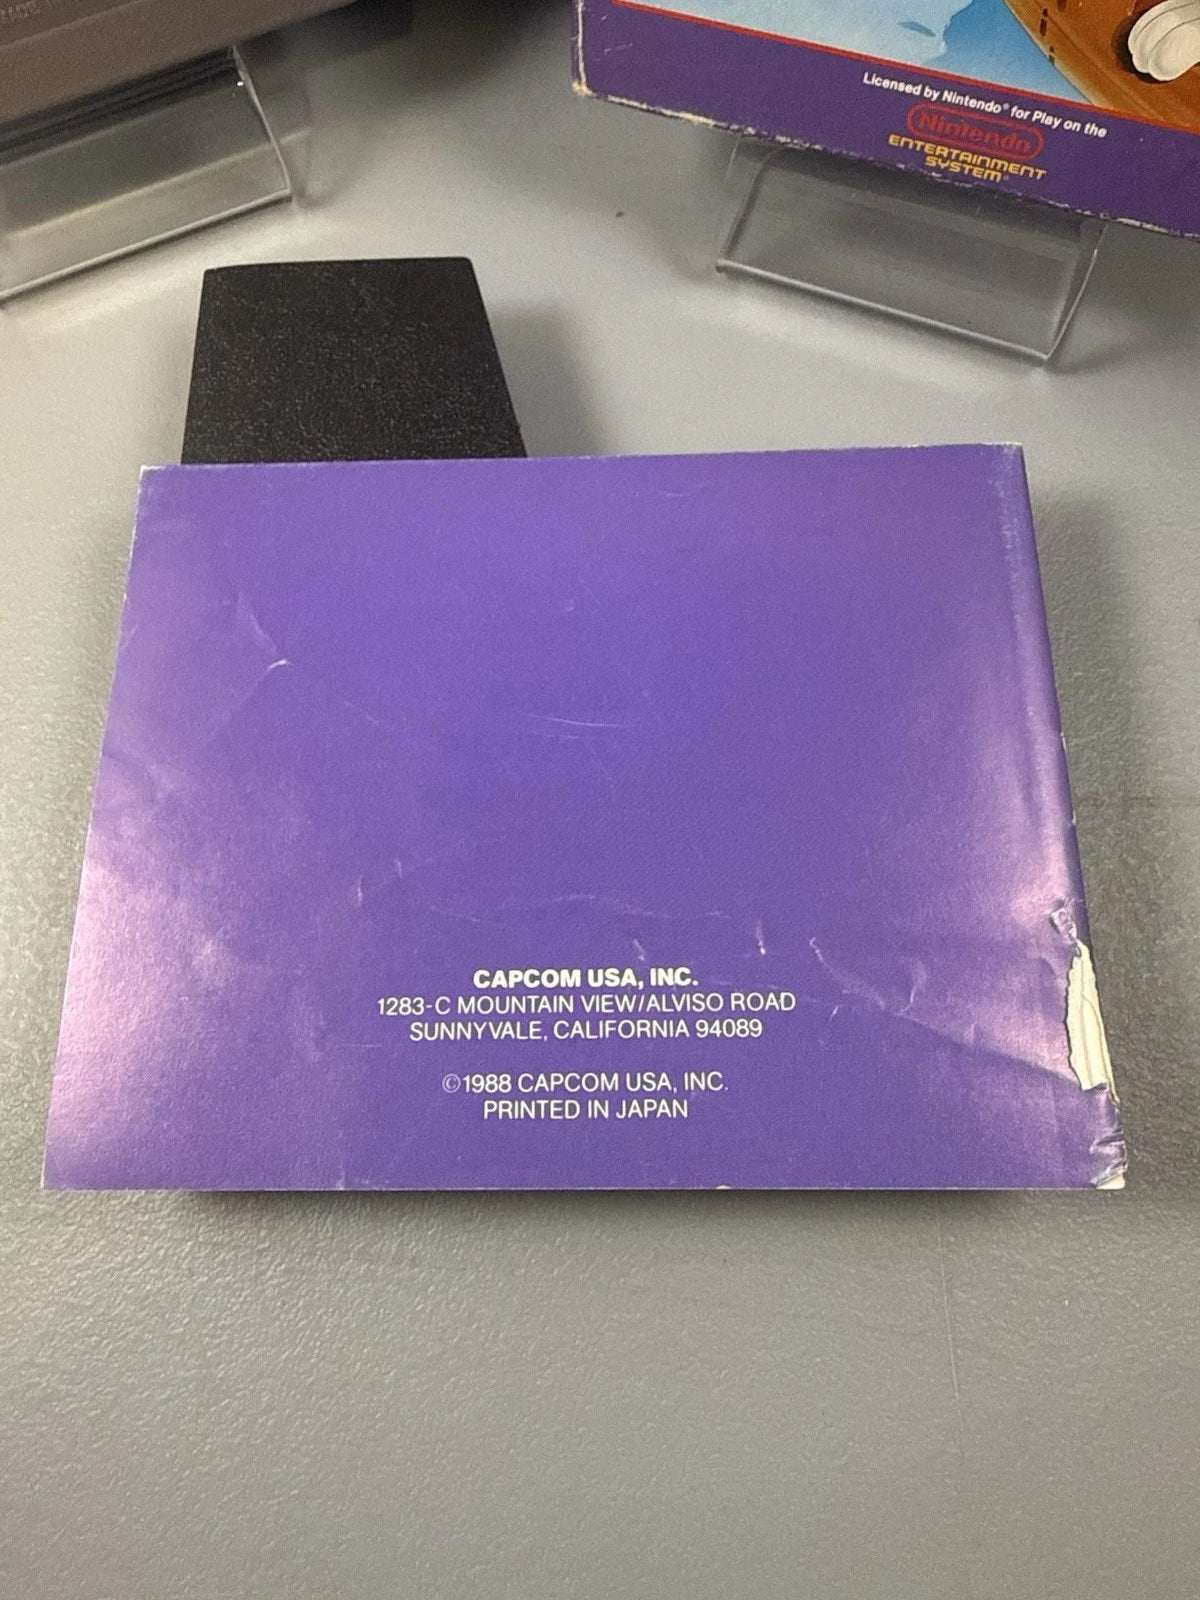 Licensed by Nintendo® for Play on the
Nintendo
ENTERTAINMENT
SYSTEM®
CAPCOM USA, INC.
1283-C MOUNTAIN VIEW/ALVISO ROAD
SUNNYVALE, CALIFORNIA 94089
©1988 CAPCOM USA, INC.
PRINTED IN JAPAN